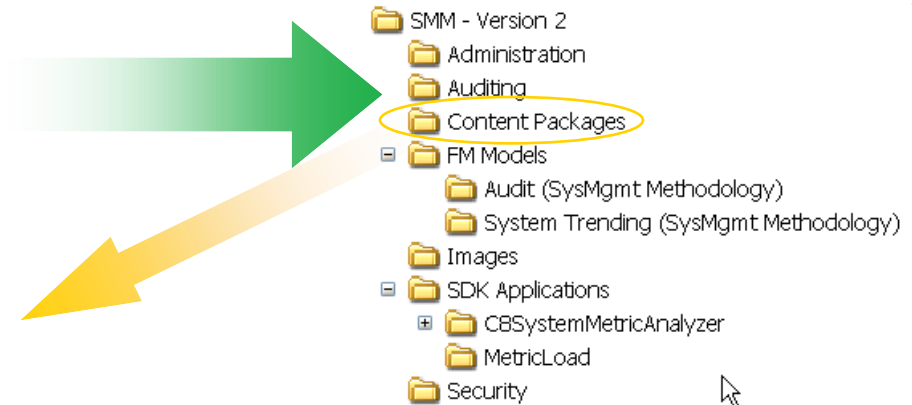 SMM - Version 2
Administration
Auditing
Content Packages
FM Models
Audit (SysMgmt Methodology)
System Trending (SysMgmt Methodology)
Images
SDK Applications
C8SystemMetricAnalyzer
MetricLoad
Security